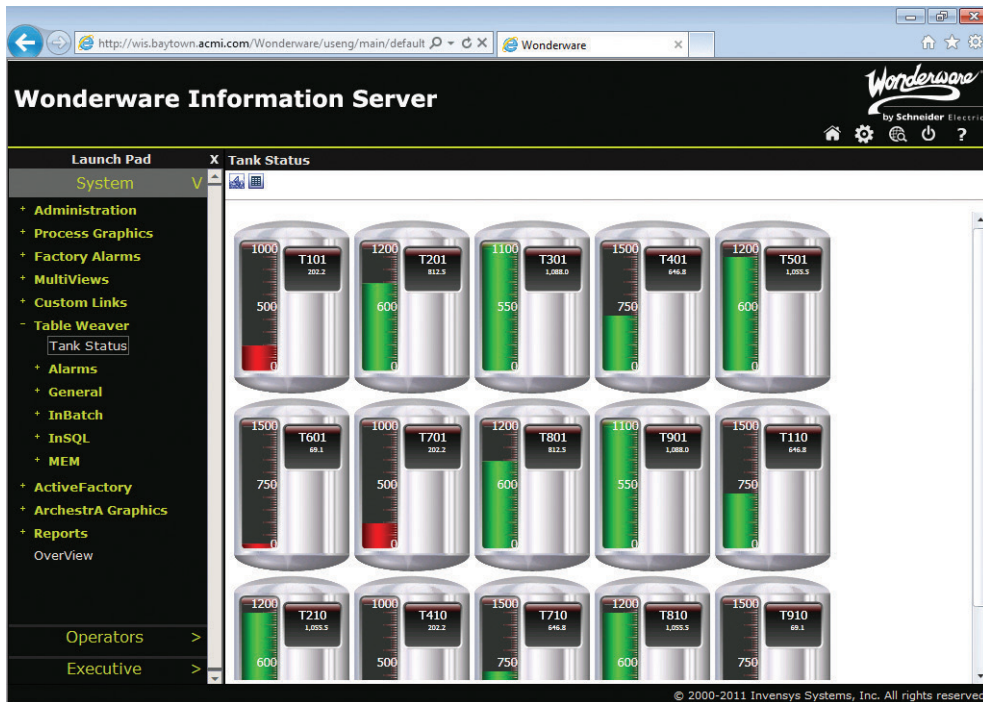 http://wis.baytown.acmi.com/Wonderware/useng/main/default
Wonderware
Wonderware Information Server
Wonderware
by Schneider Electric
Launch Pad X
Tank Status
System V
+ Administration
+ Process Graphics
+ Factory Alarms
+ MultiViews
+ Custom Links
- Table Weaver
Tank Status
+ Alarms
+ General
+ InBatch
+ InSQL
+ MEM
+ ActiveFactory
+ ArchestrA Graphics
+ Reports
OverView
Operators >
Executive >
1000 T101 1200 T201 1100 T301 1500 T401 1200 T501
202.2 812.5 1,088.0 646.8 1,055.5
500 600 550 750 600
0 0 0 0 0
1500 T601 1000 T701 1200 T801 1100 T901 1500 T110
69.1 202.2 812.5 1,088.0 646.8
750 500 600 550 750
0 0 0 0 0
1200 T210 1000 T410 1500 T710 1200 T810 1500 T910
1,055.5 202.2 646.8 1,055.5 69.1
600 500 750 600 750
© 2000-2011 Invensys Systems, Inc. All rights reserved